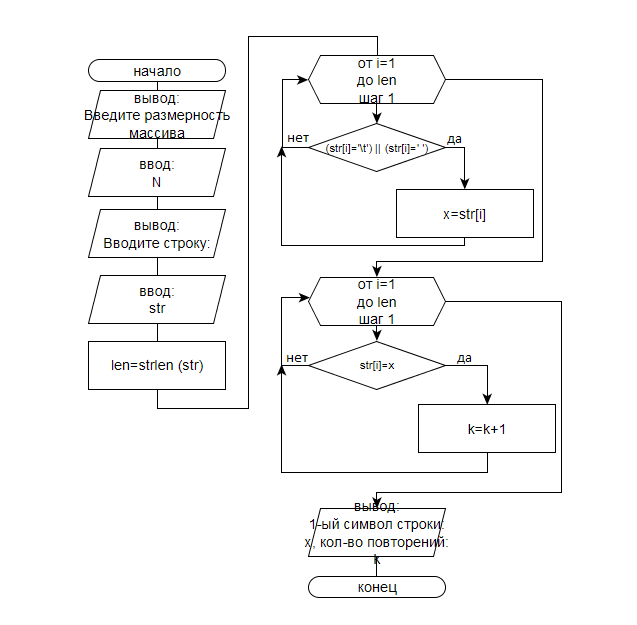 начало
вывод:
Введите размерность
массива
ввод:
N
вывод:
Вводите строку:
ввод:
str
len=strlen (str)
от i=1
до len
шаг 1
нет
(str[i]='\t') || (str[i]=' ')
да
x=str[i]
от i=1
до len
шаг 1
нет
str[i]=x
да
k=k+1
вывод:
1-ый символ строки:
x, кол-во повторений:
k
конец